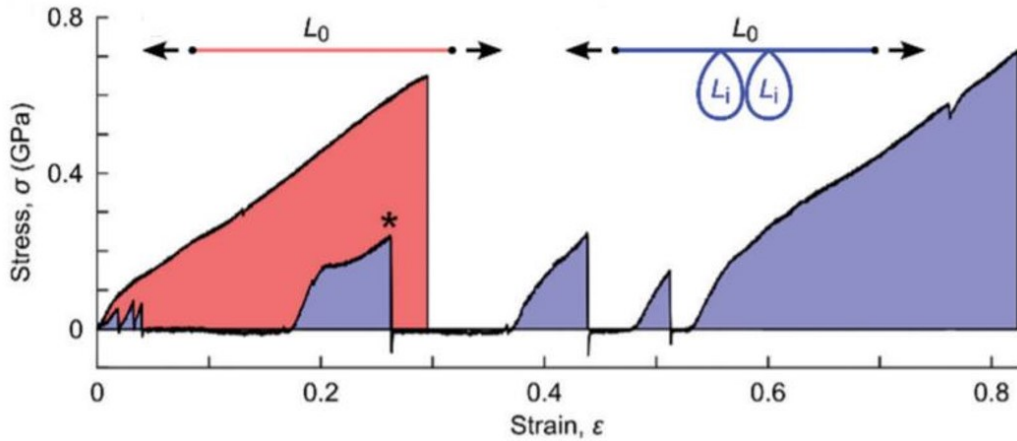 0.8
L₀
L₀
Lᵢ Lᵢ
0.4
*
0
0 0.2 0.4 0.6 0.8
Stress, σ (GPa)
Strain, ε